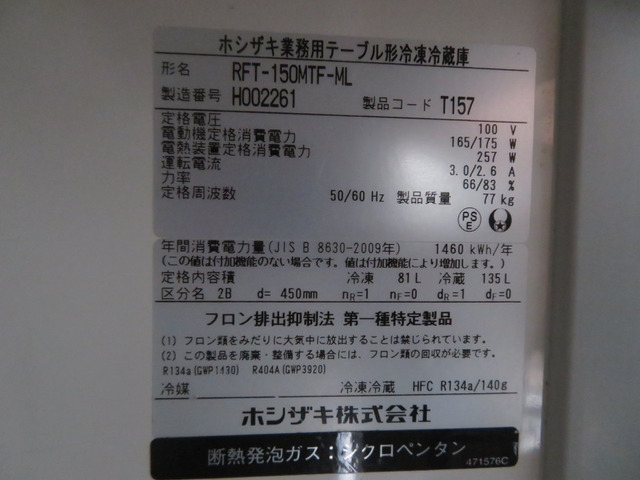 ホシザキ業務用テーブル形冷凍冷蔵庫
形名 RFT-150MTF-ML
製造番号 H002261 製品コード T157
定格電圧 100 V
電動機定格消費電力 165/175 W
電熱装置定格消費電力 257 W
運転電流 3.0/2.6 A
力率 66/83 %
定格周波数 50/60 Hz 製品質量 77 kg
PS
E
年間消費電力量(JIS B 8630-2009年) 1460 kWh/年
(この値は付加機能のない場合です。値は付加機能により増加します。)
定格内容積 冷凍 81 L 冷蔵 135 L
区分名 2B d= 450mm nR=1 nF=0 dR=1 dF=0
フロン排出抑制法 第一種特定製品
(1) フロン類をみだりに大気中に放出することは禁じられています。
(2) この製品を廃棄・整備する場合には、フロン類の回収が必要です。
R134a(GWP1430) R404A(GWP3920)
冷媒 冷凍冷蔵 HFC R134a/140g
ホシザキ株式会社
断熱発泡ガス:シクロペンタン
471576C